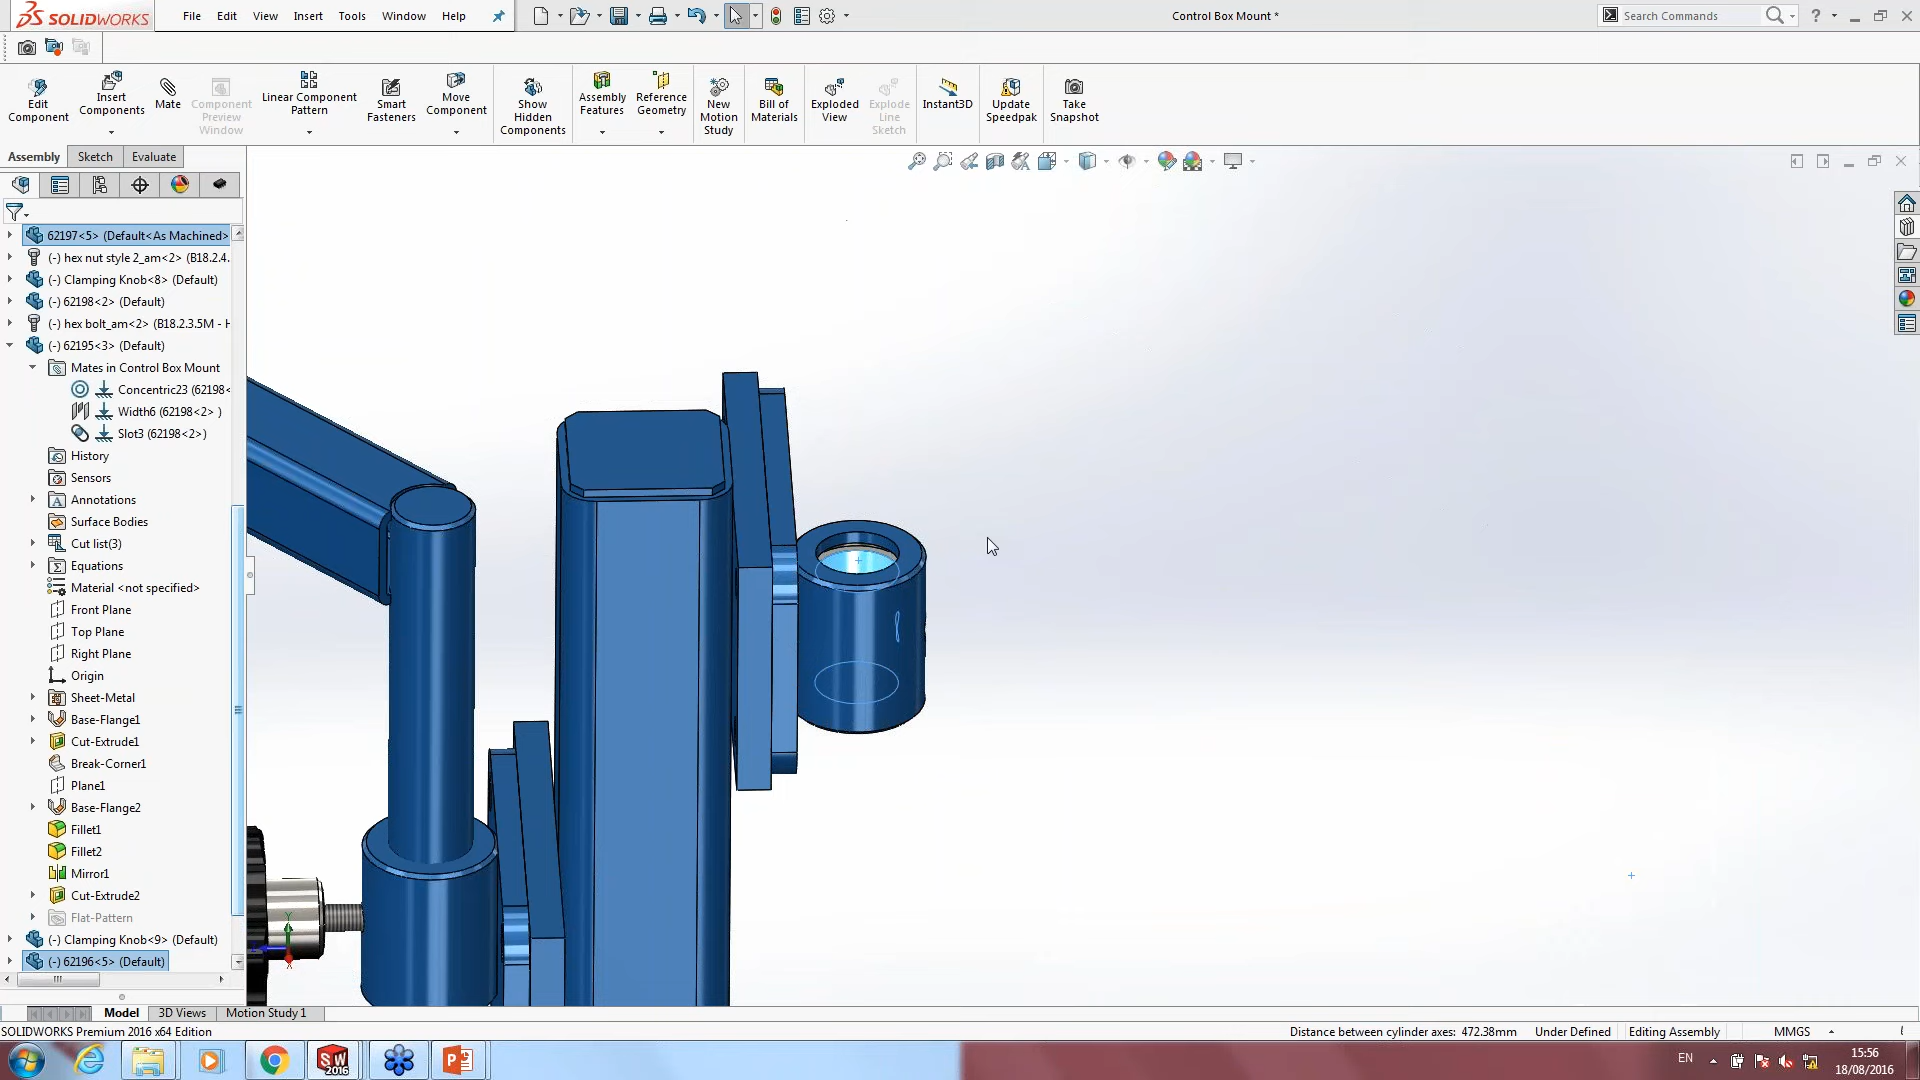 SOLIDWORKS
File Edit View Insert Tools Window Help
Control Box Mount *
Search Commands
Edit Component
Insert Components
Mate
Component Preview Window
Linear Component Pattern
Smart Fasteners
Move Component
Show Hidden Components
Assembly Features
Reference Geometry
New Motion Study
Bill of Materials
Exploded View
Explode Line Sketch
Instant3D
Update Speedpak
Take Snapshot
Assembly Sketch Evaluate
62197<5> (Default<As Machined>
(-) hex nut style 2_am<2> (B18.2.4.
(-) Clamping Knob<8> (Default)
(-) 62198<2> (Default)
(-) hex bolt_am<2> (B18.2.3.5M - H
(-) 62195<3> (Default)
Mates in Control Box Mount
Concentric23 (62198<
Width6 (62198<2> )
Slot3 (62198<2>)
History
Sensors
Annotations
Surface Bodies
Cut list(3)
Equations
Material <not specified>
Front Plane
Top Plane
Right Plane
Origin
Sheet-Metal
Base-Flange1
Cut-Extrude1
Break-Corner1
Plane1
Base-Flange2
Fillet1
Fillet2
Mirror1
Cut-Extrude2
Flat-Pattern
(-) Clamping Knob<9> (Default)
(-) 62196<5> (Default)
Y
X
Model 3D Views Motion Study 1
SOLIDWORKS Premium 2016 x64 Edition
Distance between cylinder axes: 472.38mm Under Defined Editing Assembly MMGS
SW 2016
EN
15:56
18/08/2016